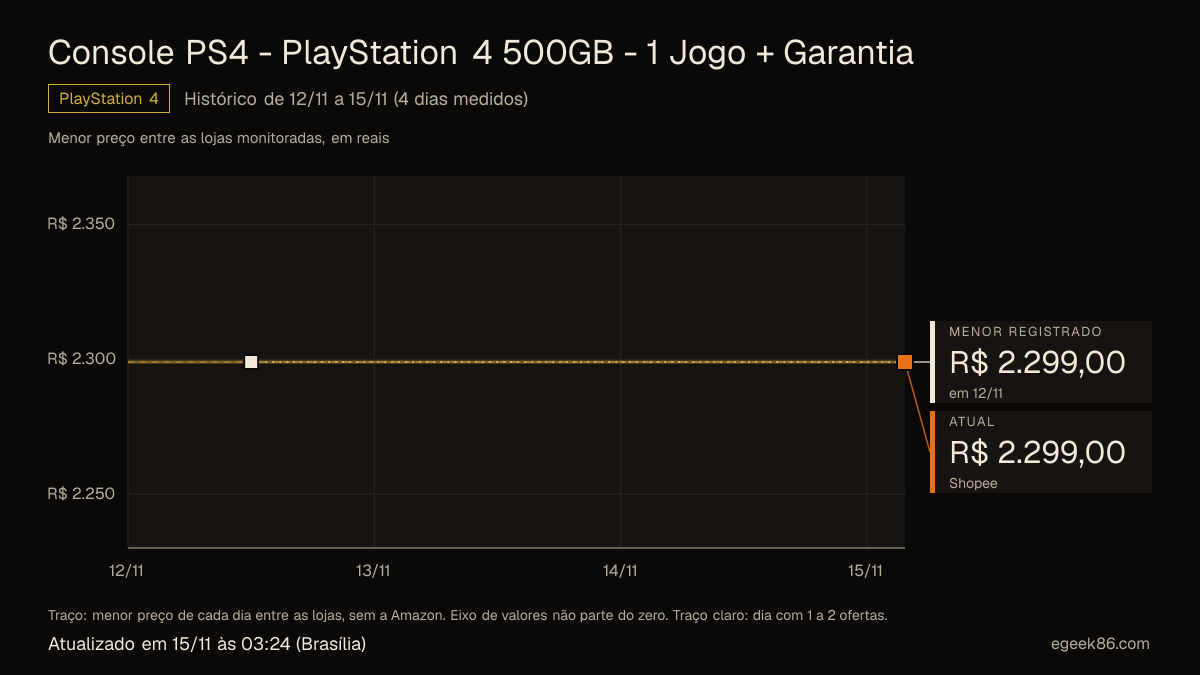 Console PS4 - PlayStation 4 500GB - 1 Jogo + Garantia
PlayStation 4
Histórico de 12/11 a 15/11 (4 dias medidos)
Menor preço entre as lojas monitoradas, em reais
R$ 2.350
R$ 2.300
R$ 2.250
12/11
13/11
14/11
15/11
MENOR REGISTRADO
R$ 2.299,00
em 12/11
ATUAL
R$ 2.299,00
Shopee
Traço: menor preço de cada dia entre as lojas, sem a Amazon. Eixo de valores não parte do zero. Traço claro: dia com 1 a 2 ofertas.
Atualizado em 15/11 às 03:24 (Brasília)
egeek86.com